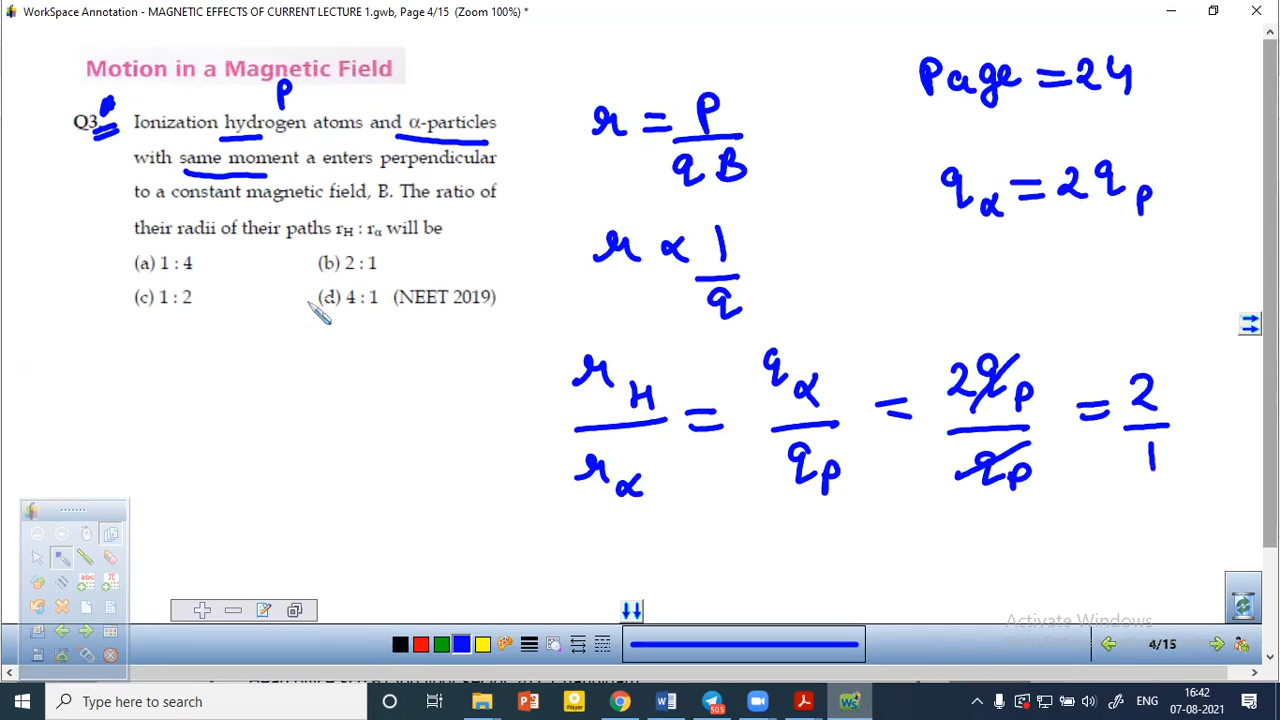 WorkSpace Annotation - MAGNETIC EFFECTS OF CURRENT LECTURE 1.gwb, Page 4/15 (Zoom 100%) *
Motion in a Magnetic Field
P
Q3. Ionization hydrogen atoms and α-particles
with same moment a enters perpendicular
to a constant magnetic field, B. The ratio of
their radii of their paths rH : rα will be
(a) 1 : 4 (b) 2 : 1
(c) 1 : 2 (d) 4 : 1 (NEET 2019)
Page = 24
r = P / qB
qα = 2qp
r ∝ 1/q
rH / rα = qα / qp = 2qp / qp = 2/1
Activate Windows
4/15
Type here to search
SOS
ENG
16:42
07-08-2021